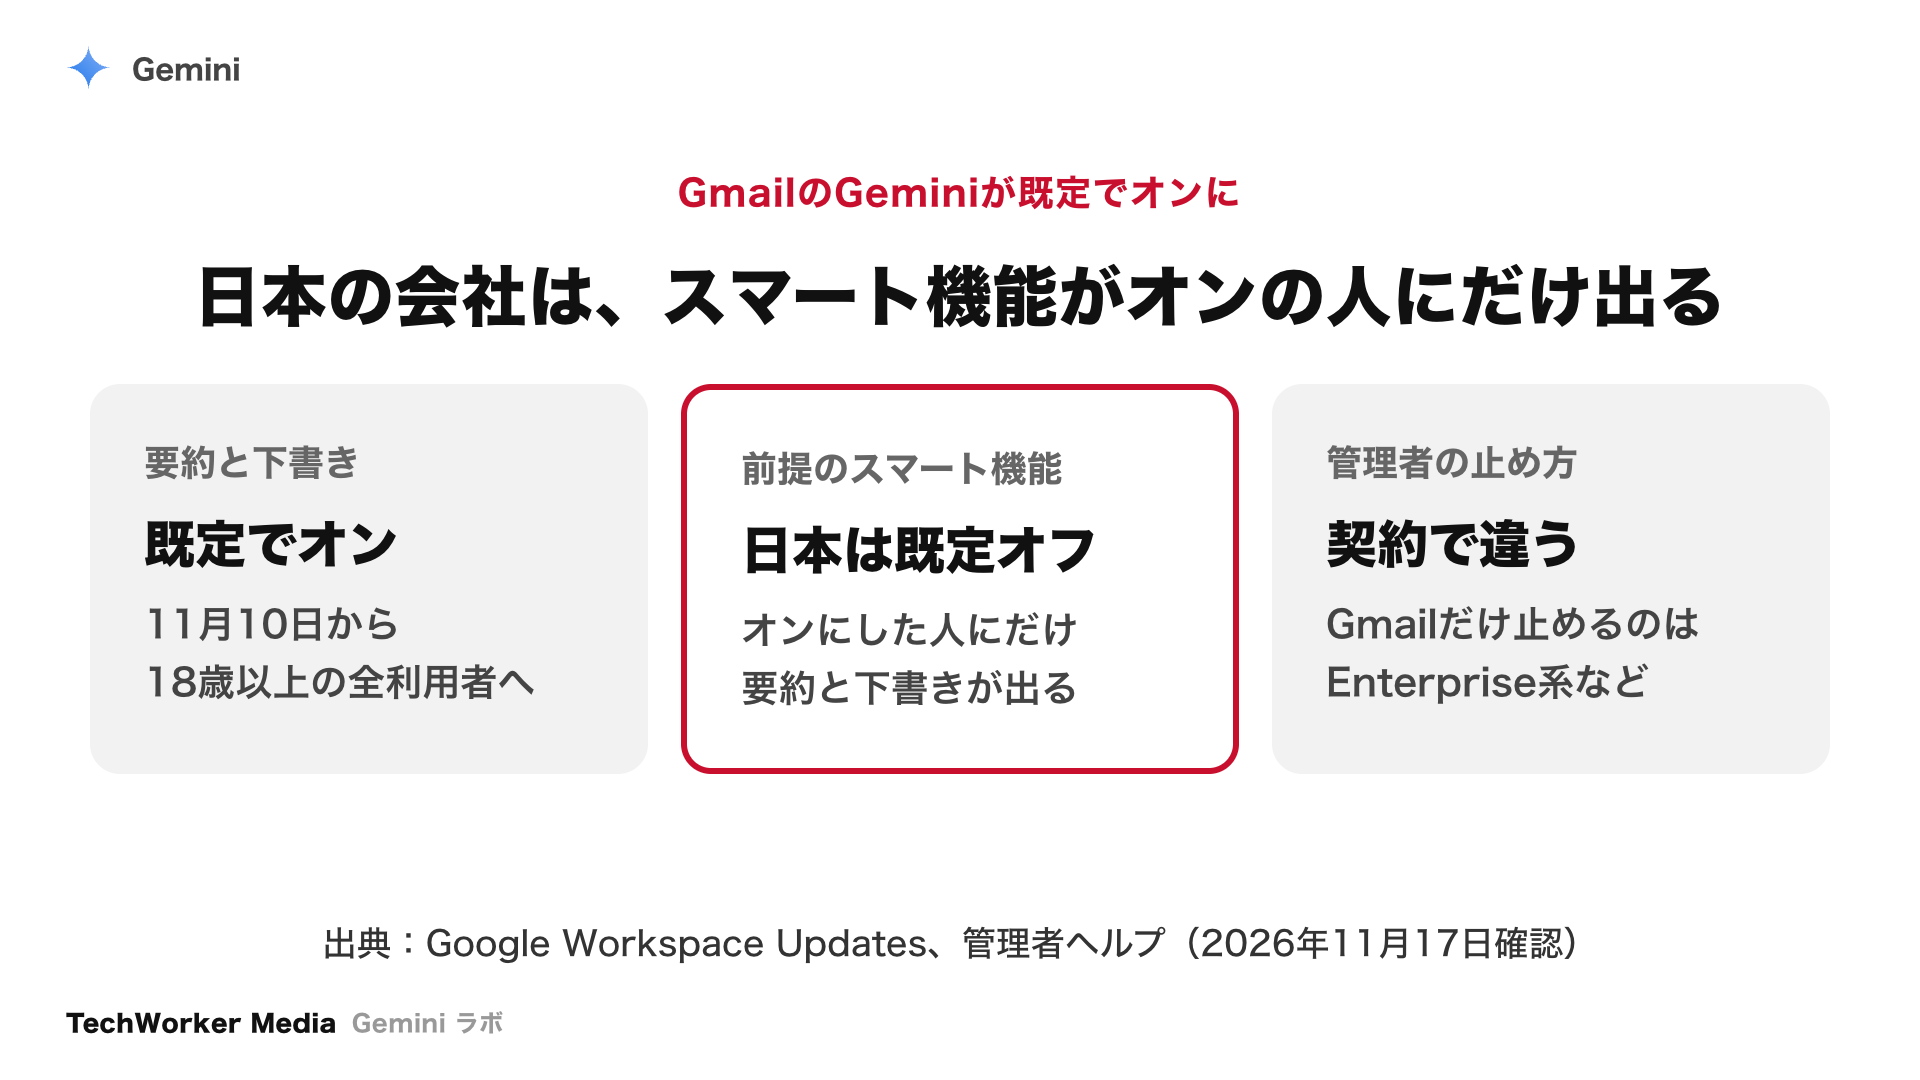 Gemini
GmailのGeminiが既定でオンに
日本の会社は、スマート機能がオンの人にだけ出る
要約と下書き
既定でオン
11月10日から
18歳以上の全利用者へ
前提のスマート機能
日本は既定オフ
オンにした人にだけ
要約と下書きが出る
管理者の止め方
契約で違う
Gmailだけ止めるのは
Enterprise系など
出典：Google Workspace Updates、管理者ヘルプ（2026年11月17日確認）
TechWorker Media Gemini ラボ